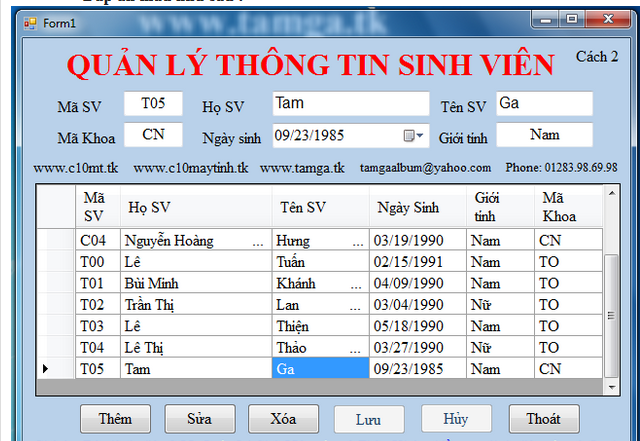 www.tamga.tk
Form1
QUẢN LÝ THÔNG TIN SINH VIÊN Cách 2
Mã SV T05 Họ SV Tam Tên SV Ga
Mã Khoa CN Ngày sinh 09/23/1985 Giới tính Nam
www.c10mt.tk www.c10maytinh.tk www.tamga.tk tamgaalbum@yahoo.com Phone: 01283.98.69.98
Mã SV Họ SV Tên SV Ngày Sinh Giới tính Mã Khoa
C04 Nguyễn Hoàng ... Hưng ... 03/19/1990 Nam CN
T00 Lê Tuấn 02/15/1991 Nam TO
T01 Bùi Minh Khánh ... 04/09/1990 Nam TO
T02 Trần Thị Lan ... 03/04/1990 Nữ TO
T03 Lê Thiện 05/18/1990 Nam TO
T04 Lê Thị Thảo ... 03/27/1990 Nữ TO
T05 Tam Ga 09/23/1985 Nam CN
Thêm Sửa Xóa Lưu Hủy Thoát